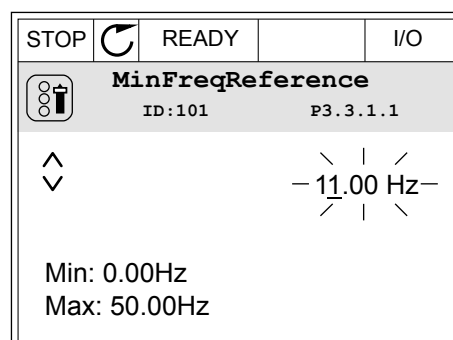 STOP READY I/O
MinFreqReference
ID:101 P3.3.1.1
11.00 Hz
Min: 0.00Hz
Max: 50.00Hz